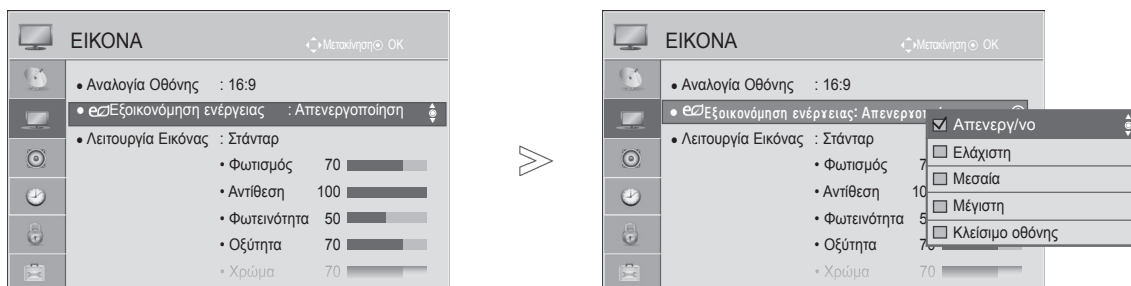 ΕΙΚΟΝΑ
Μετακίνηση OK
• Αναλογία Οθόνης : 16:9
• Εξοικονόμηση ενέργειας : Απενεργοποίηση
• Λειτουργία Εικόνας : Στάνταρ
• Φωτισμός 70
• Αντίθεση 100
• Φωτεινότητα 50
• Οξύτητα 70
• Χρώμα 70
ΕΙΚΟΝΑ
Μετακίνηση OK
• Αναλογία Οθόνης : 16:9
• Εξοικονόμηση ενέργειας:
• Λειτουργία Εικόνας : Στάνταρ
• Φωτισμός
• Αντίθεση
• Φωτεινότητα
• Οξύτητα
• Χρώμα 70
Απενεργ/νο
Ελάχιστη
Μεσαία
Μέγιστη
Κλείσιμο οθόνης